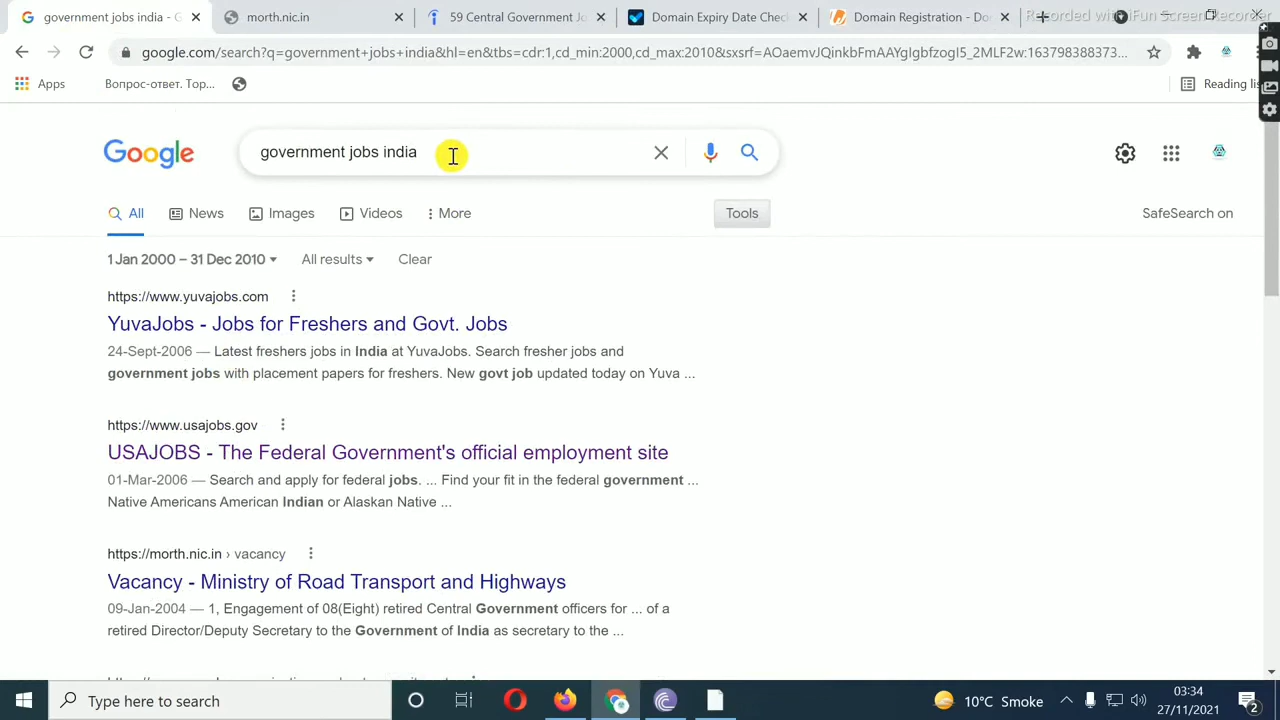 government jobs india - G
morth.nic.in
59 Central Government Jo
Domain Expiry Date Check
Domain Registration - Dor
Recorded with iFun Screen Recorder
google.com/search?q=government+jobs+india&hl=en&tbs=cdr:1,cd_min:2000,cd_max:2010&sxsrf=AOaemvJQinkbFmAAYgIgbfzogI5_2MLF2w:163798388373...
Apps
Вопрос-ответ. Тор...
Reading lis
Google
government jobs india
All
News
Images
Videos
More
Tools
SafeSearch on
1 Jan 2000 – 31 Dec 2010
All results
Clear
https://www.yuvajobs.com
YuvaJobs - Jobs for Freshers and Govt. Jobs
24-Sept-2006 — Latest freshers jobs in India at YuvaJobs. Search fresher jobs and
government jobs with placement papers for freshers. New govt job updated today on Yuva ...
https://www.usajobs.gov
USAJOBS - The Federal Government's official employment site
01-Mar-2006 — Search and apply for federal jobs. ... Find your fit in the federal government ...
Native Americans American Indian or Alaskan Native ...
https://morth.nic.in › vacancy
Vacancy - Ministry of Road Transport and Highways
09-Jan-2004 — 1, Engagement of 08(Eight) retired Central Government officers for ... of a
retired Director/Deputy Secretary to the Government of India as secretary to the ...
Type here to search
10°C Smoke
03:34
27/11/2021
2